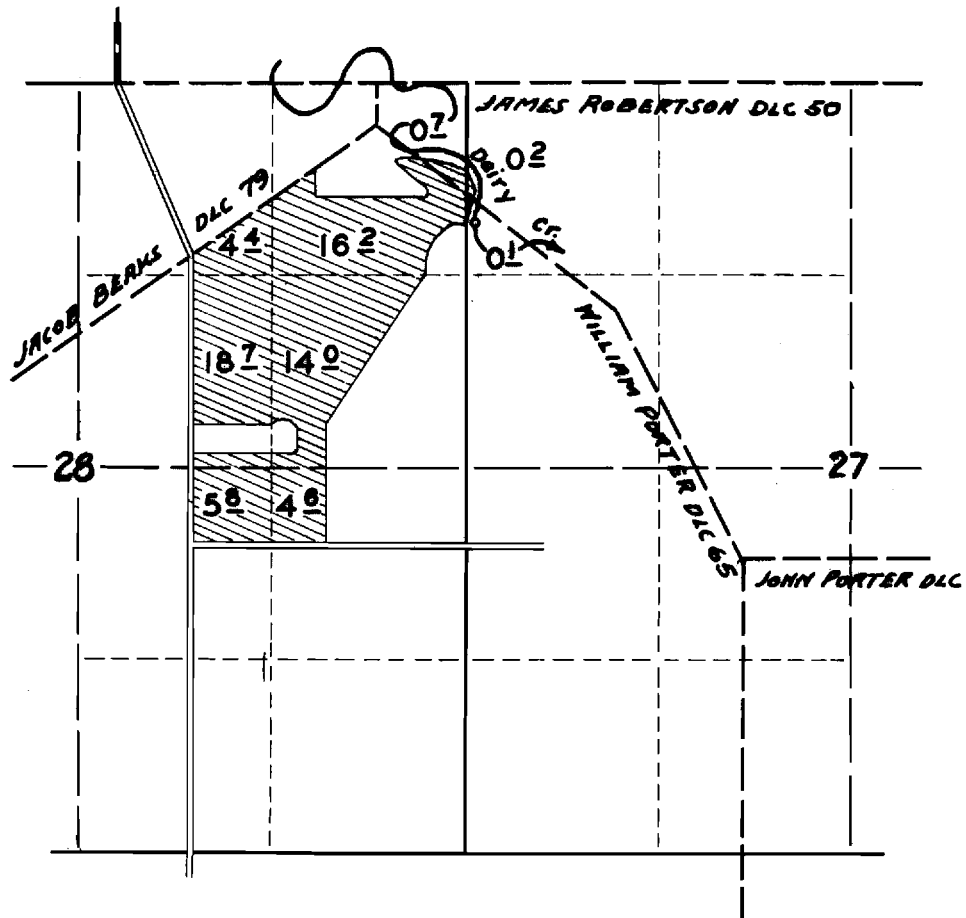 JAMES ROBERTSON DLC 50
0 7
Dairy
0 2
DLC 79
4 4
16 2
Cr.
0 1
JACOB BEAKS
18 7
14 0
WILLIAM PORTER DLC 65
28
27
5 8
4 6
JOHN PORTER DLC